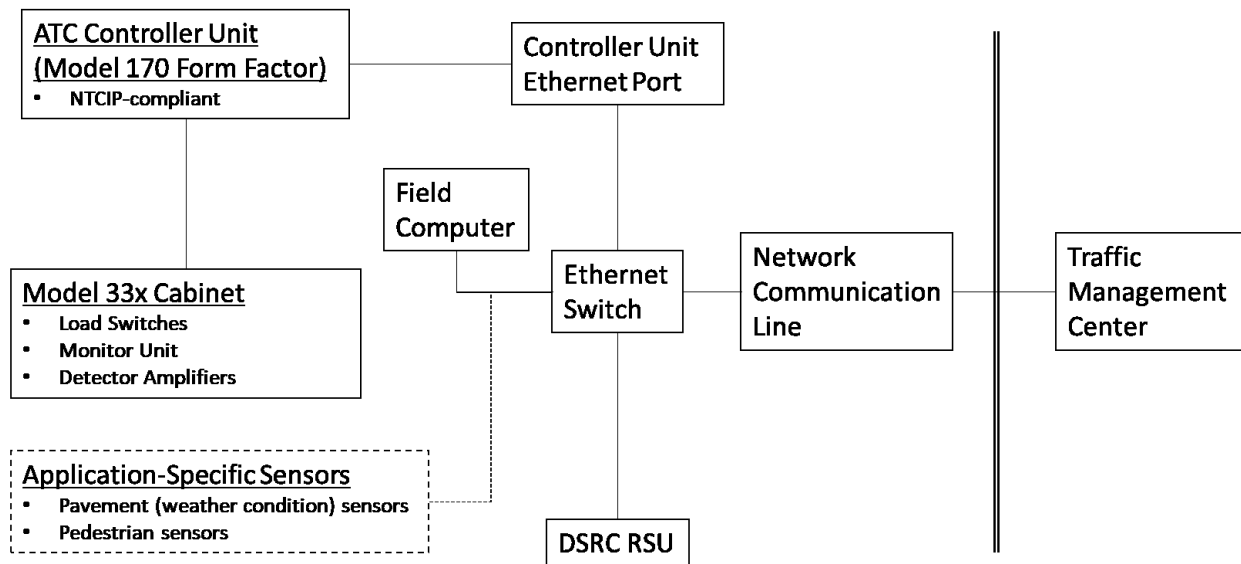 ATC Controller Unit
(Model 170 Form Factor)
• NTCIP-compliant
Controller Unit
Ethernet Port
Field
Computer
Ethernet
Switch
Network
Communication
Line
Traffic
Management
Center
Model 33x Cabinet
• Load Switches
• Monitor Unit
• Detector Amplifiers
Application-Specific Sensors
• Pavement (weather condition) sensors
• Pedestrian sensors
DSRC RSU